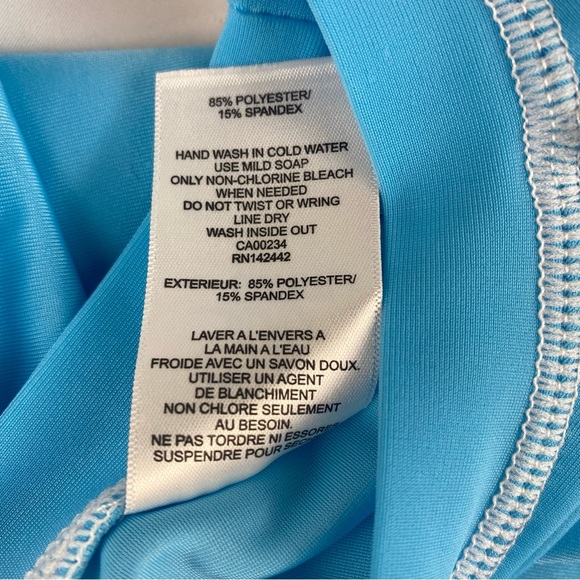 85% POLYESTER/
15% SPANDEX
HAND WASH IN COLD WATER
USE MILD SOAP
ONLY NON-CHLORINE BLEACH
WHEN NEEDED
DO NOT TWIST OR WRING
LINE DRY
WASH INSIDE OUT
CA00234
RN142442
EXTERIEUR: 85% POLYESTER/
15% SPANDEX
LAVER A L'ENVERS A
LA MAIN A L'EAU
FROIDE AVEC UN SAVON DOUX.
UTILISER UN AGENT
DE BLANCHIMENT
NON CHLORE SEULEMENT
AU BESOIN.
NE PAS TORDRE NI ESSORER
SUSPENDRE POUR